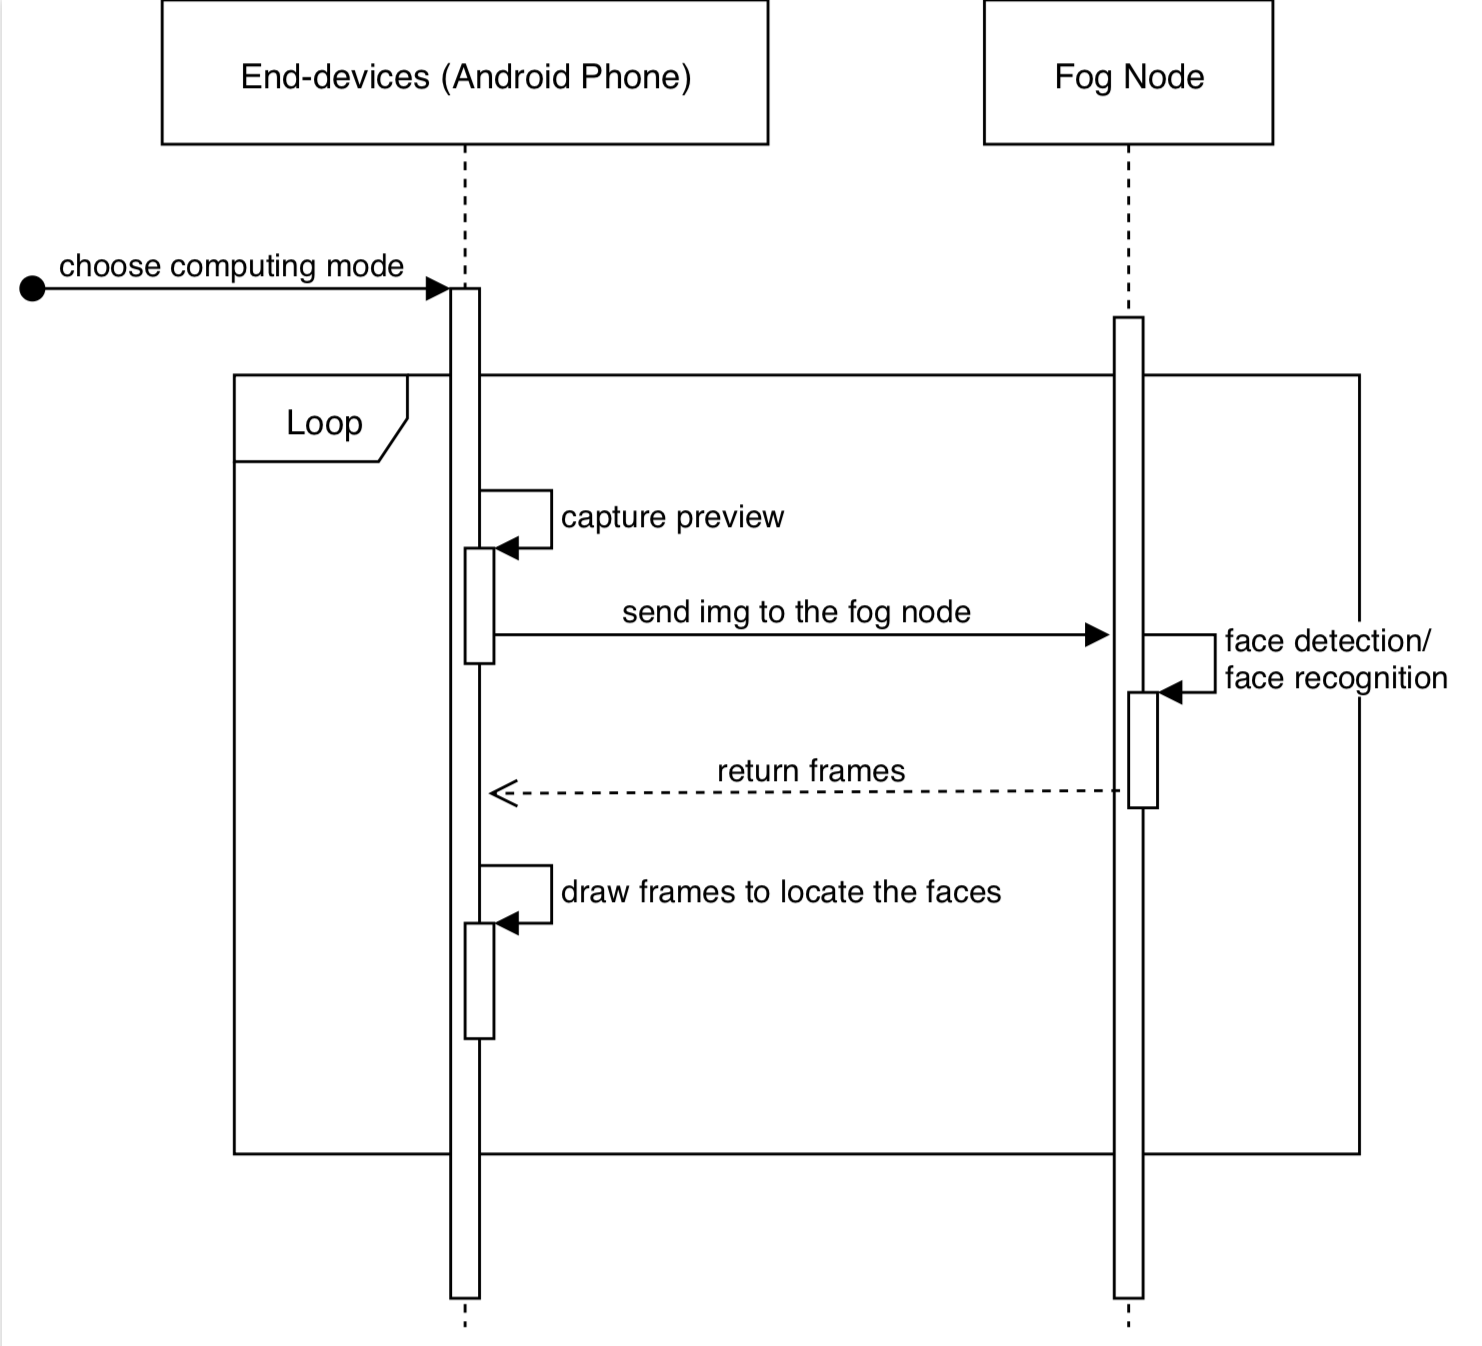 End-devices (Android Phone)
Fog Node
choose computing mode
Loop
capture preview
send img to the fog node
face detection/
face recognition
return frames
draw frames to locate the faces